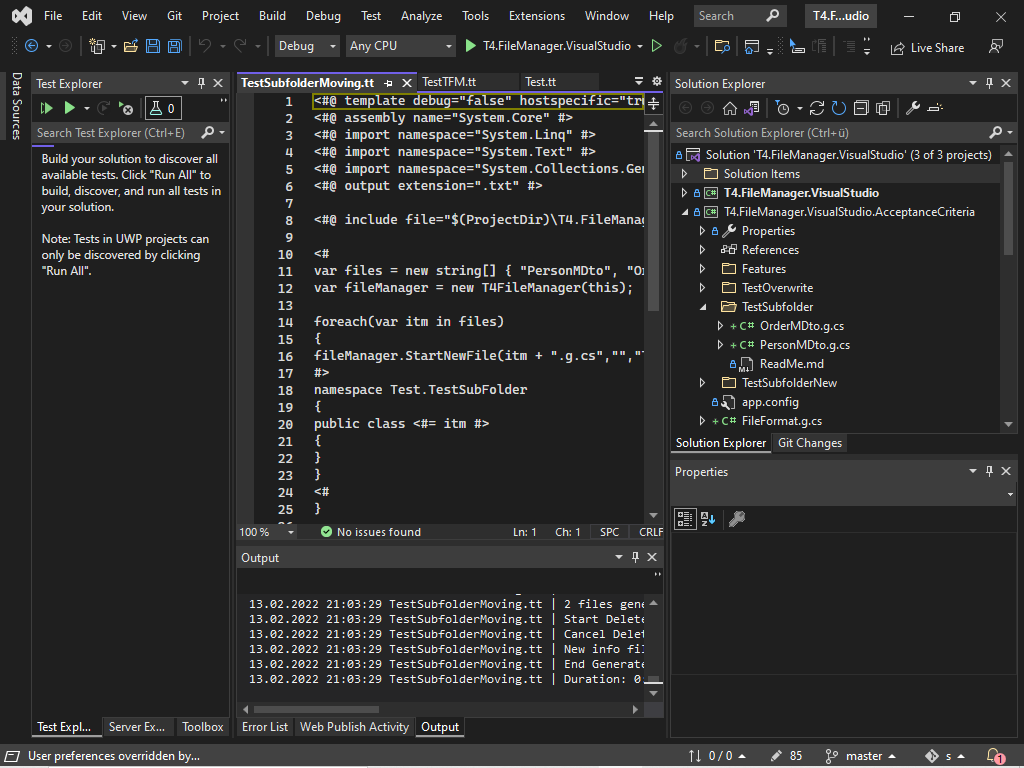 File Edit View Git Project Build Debug Test Analyze Tools Extensions Window Help Search T4.F...udio
Debug Any CPU T4.FileManager.VisualStudio Live Share
Data Sources
Test Explorer
0
Search Test Explorer (Ctrl+E)
Build your solution to discover all
available tests. Click "Run All" to
build, discover, and run all tests in
your solution.
Note: Tests in UWP projects can
only be discovered by clicking
"Run All".
Test Expl... Server Ex... Toolbox
TestSubfolderMoving.tt TestTFM.tt Test.tt
1 <#@ template debug="false" hostspecific="tr
2 <#@ assembly name="System.Core" #>
3 <#@ import namespace="System.Linq" #>
4 <#@ import namespace="System.Text" #>
5 <#@ import namespace="System.Collections.Gen
6 <#@ output extension=".txt" #>
7
8 <#@ include file="$(ProjectDir)\T4.FileManag
9
10 <#
11 var files = new string[] { "PersonMDto", "Or
12 var fileManager = new T4FileManager(this);
13
14 foreach(var itm in files)
15 {
16 fileManager.StartNewFile(itm + ".g.cs","","T
17 #>
18 namespace Test.TestSubFolder
19 {
20 public class <#= itm #>
21 {
22 }
23 }
24 <#
25 }
100 % No issues found Ln: 1 Ch: 1 SPC CRLF
Output
13.02.2022 21:03:29 TestSubfolderMoving.tt | 2 files gene
13.02.2022 21:03:29 TestSubfolderMoving.tt | Start Delete
13.02.2022 21:03:29 TestSubfolderMoving.tt | Cancel Delet
13.02.2022 21:03:29 TestSubfolderMoving.tt | New info fil
13.02.2022 21:03:29 TestSubfolderMoving.tt | End Generate
13.02.2022 21:03:29 TestSubfolderMoving.tt | Duration: 0
Error List Web Publish Activity Output
Solution Explorer
Search Solution Explorer (Ctrl+ü)
Solution 'T4.FileManager.VisualStudio' (3 of 3 projects)
Solution Items
C# T4.FileManager.VisualStudio
C# T4.FileManager.VisualStudio.AcceptanceCriteria
Properties
References
Features
TestOverwrite
TestSubfolder
+ C# OrderMDto.g.cs
+ C# PersonMDto.g.cs
ReadMe.md
TestSubfolderNew
app.config
+ C# FileFormat.g.cs
Solution Explorer Git Changes
Properties
User preferences overridden by... 0 / 0 85 master s 1